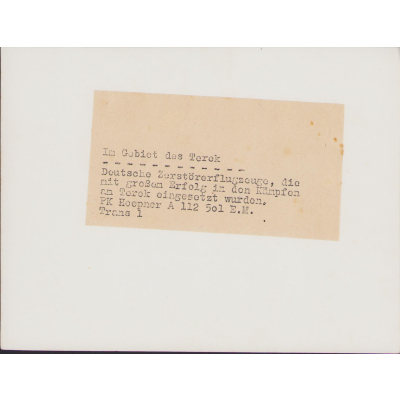 Im Gebiet des Terek
- - - - - - - - - - - - -
Deutsche Zerstörerflugzeuge, die
mit großem Erfolg in den Kämpfen
am Terek eingesetzt wurden.
PK Hoepner A 112 5o1 E.M.
Trans 1